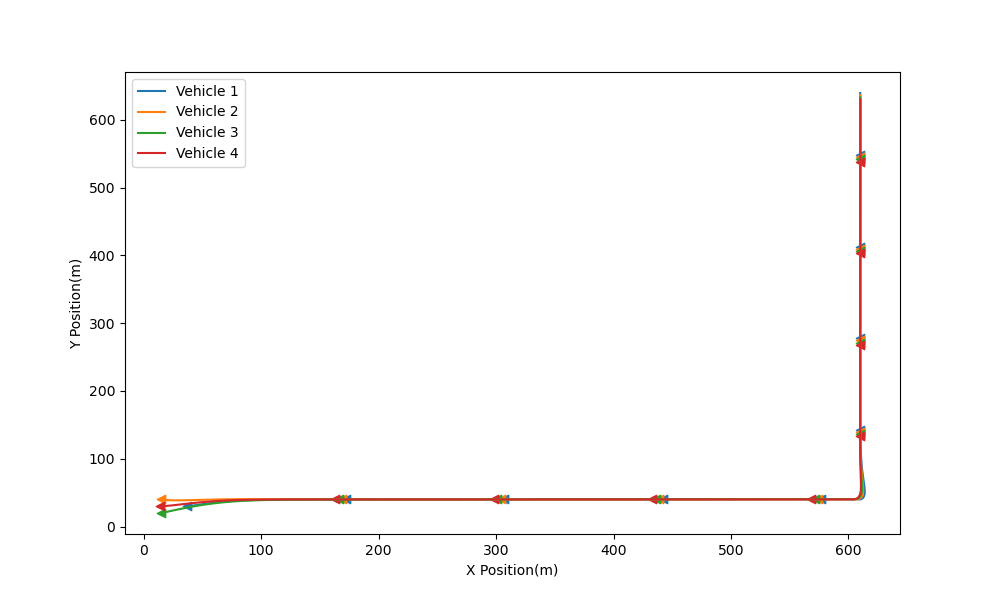 Vehicle 1
Vehicle 2
Vehicle 3
Vehicle 4
Y Position(m)
600
500
400
300
200
100
0
0 100 200 300 400 500 600
X Position(m)